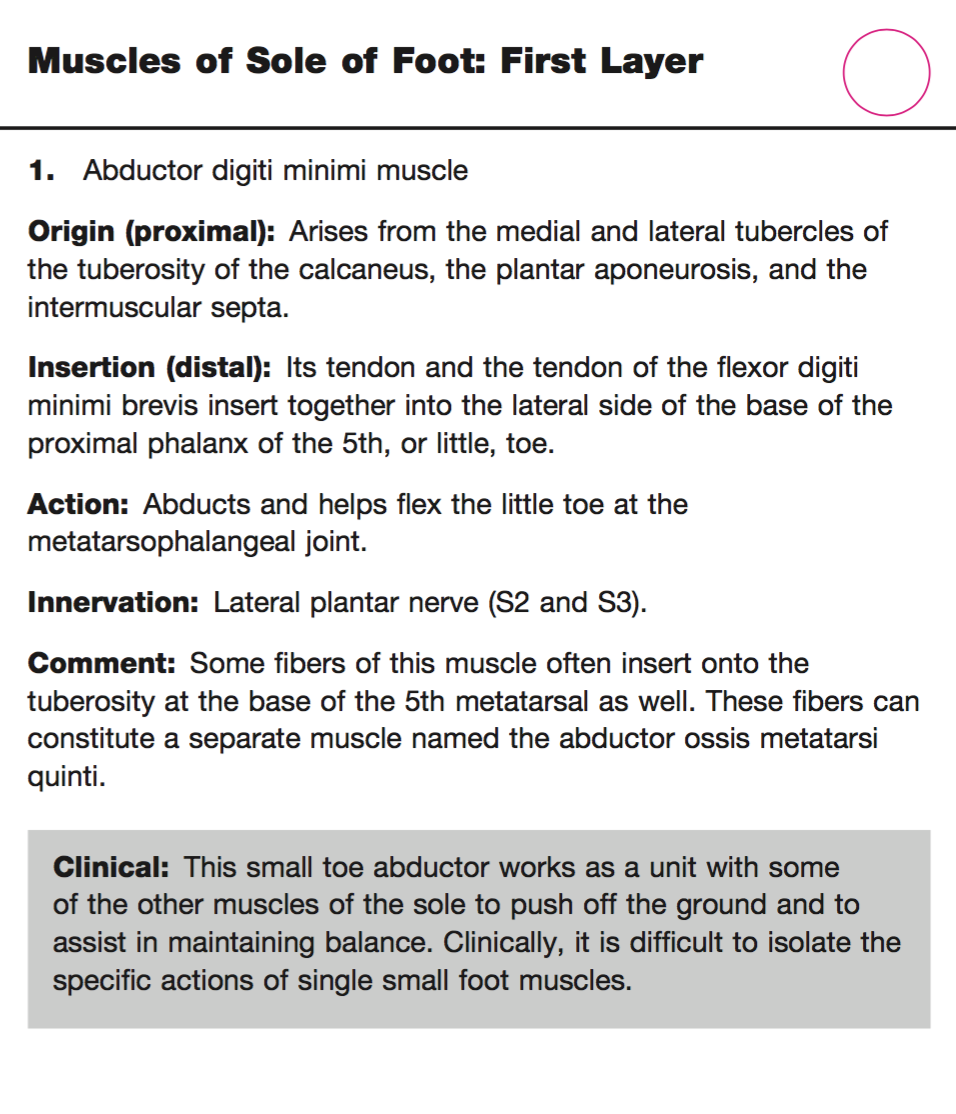 Muscles of Sole of Foot: First Layer
1. Abductor digiti minimi muscle
Origin (proximal): Arises from the medial and lateral tubercles of
the tuberosity of the calcaneus, the plantar aponeurosis, and the
intermuscular septa.
Insertion (distal): Its tendon and the tendon of the flexor digiti
minimi brevis insert together into the lateral side of the base of the
proximal phalanx of the 5th, or little, toe.
Action: Abducts and helps flex the little toe at the
metatarsophalangeal joint.
Innervation: Lateral plantar nerve (S2 and S3).
Comment: Some fibers of this muscle often insert onto the
tuberosity at the base of the 5th metatarsal as well. These fibers can
constitute a separate muscle named the abductor ossis metatarsi
quinti.
Clinical: This small toe abductor works as a unit with some
of the other muscles of the sole to push off the ground and to
assist in maintaining balance. Clinically, it is difficult to isolate the
specific actions of single small foot muscles.